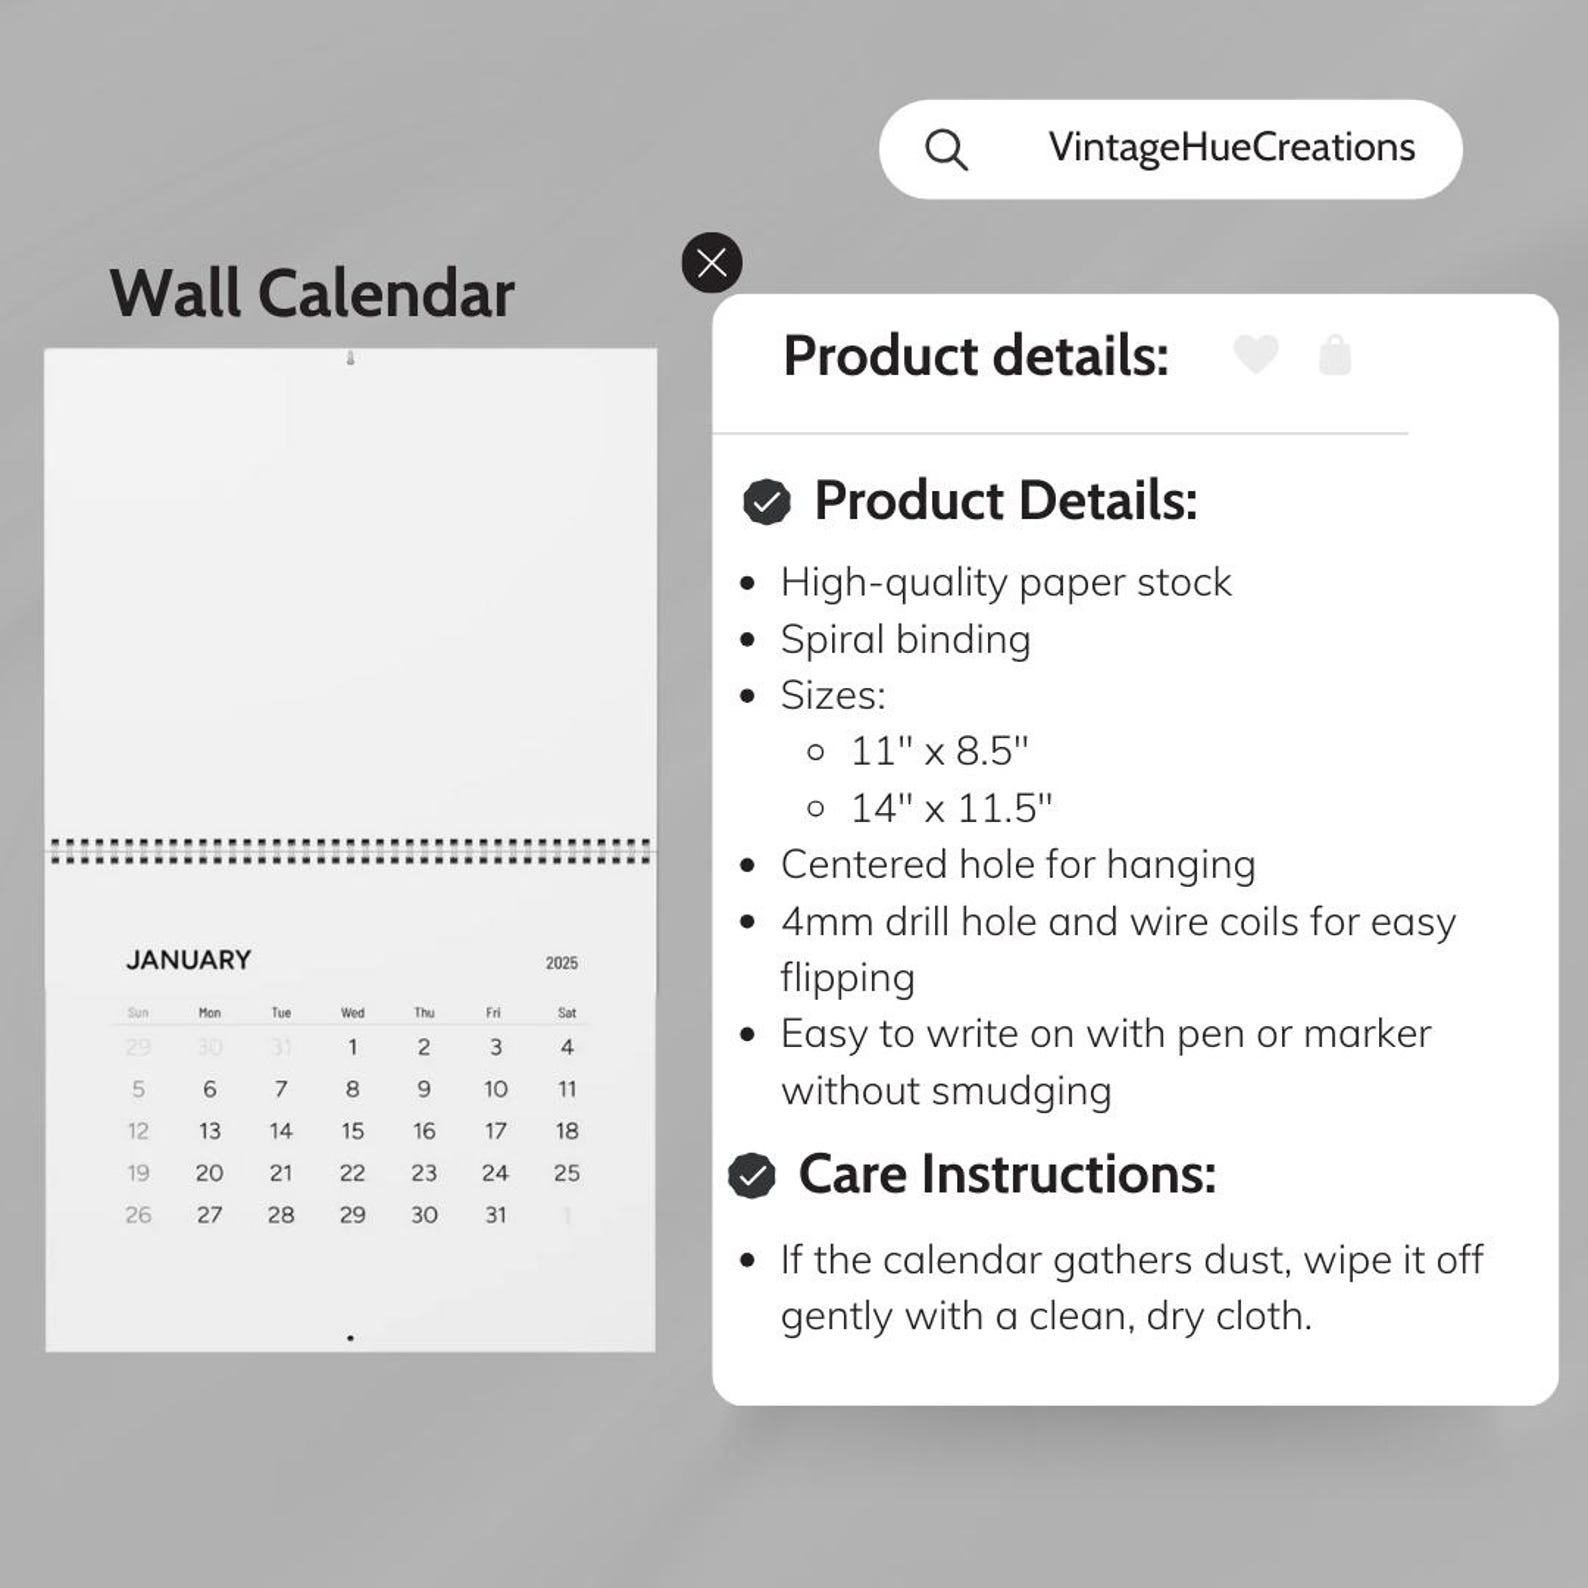 VintageHueCreations
Wall Calendar
JANUARY 2025
Sun Mon Tue Wed Thu Fri Sat
29 30 31 1 2 3 4
5 6 7 8 9 10 11
12 13 14 15 16 17 18
19 20 21 22 23 24 25
26 27 28 29 30 31 1
Product details:
Product Details:
• High-quality paper stock
• Spiral binding
• Sizes:
◦ 11" x 8.5"
◦ 14" x 11.5"
• Centered hole for hanging
• 4mm drill hole and wire coils for easy
flipping
• Easy to write on with pen or marker
without smudging
Care Instructions:
• If the calendar gathers dust, wipe it off
gently with a clean, dry cloth.